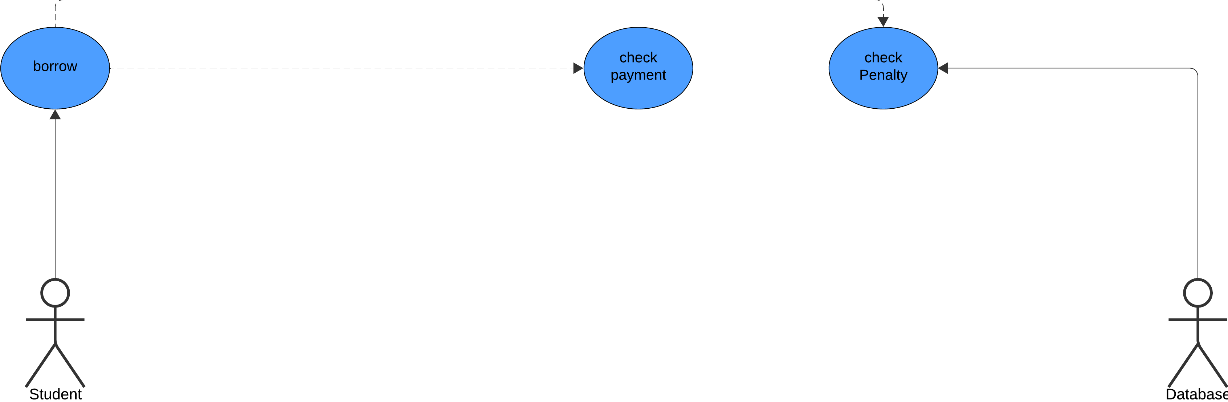 borrow
check
payment
check
Penalty
Student
Database